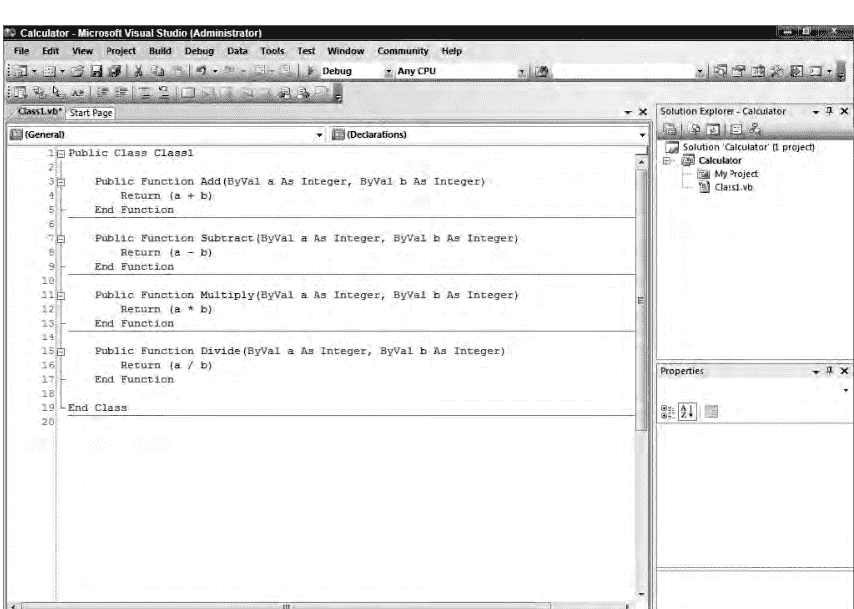 Calculator - Microsoft Visual Studio (Administrator)
File Edit View Project Build Debug Data Tools Test Window Community Help
Debug Any CPU
Class1.vb* Start Page
(General) (Declarations)
1 Public Class Class1
2
3 Public Function Add(ByVal a As Integer, ByVal b As Integer)
4 Return (a + b)
5 End Function
6
7 Public Function Subtract(ByVal a As Integer, ByVal b As Integer)
8 Return (a - b)
9 End Function
10
11 Public Function Multiply(ByVal a As Integer, ByVal b As Integer)
12 Return (a * b)
13 End Function
14
15 Public Function Divide(ByVal a As Integer, ByVal b As Integer)
16 Return (a / b)
17 End Function
18
19 End Class
20
Solution Explorer - Calculator
Solution 'Calculator' (1 project)
Calculator
My Project
Class1.vb
Properties